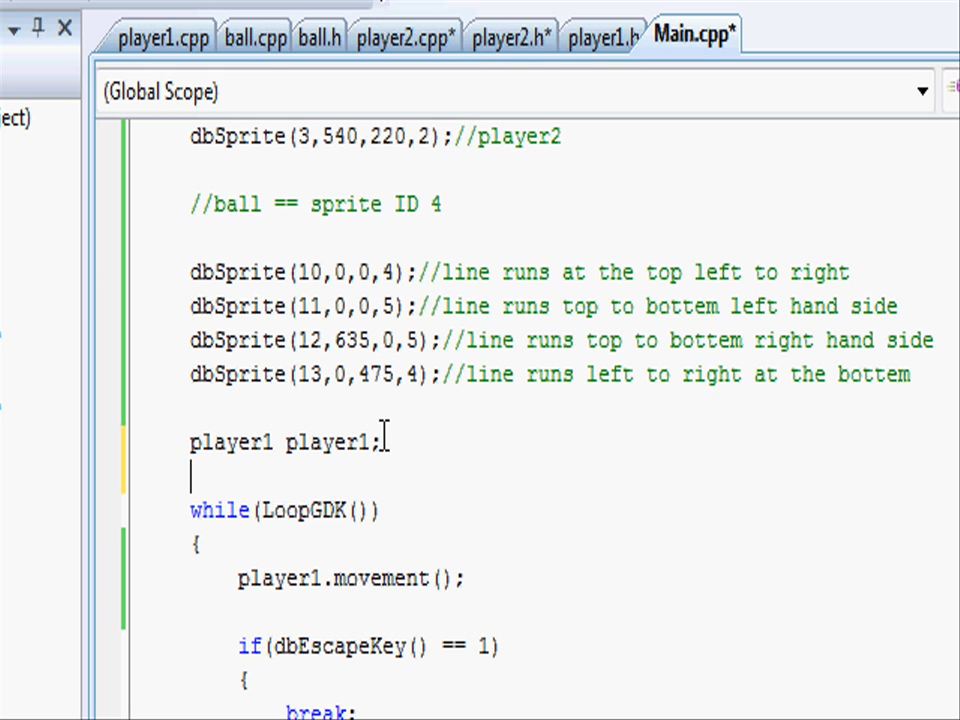 player1.cpp ball.cpp ball.h player2.cpp* player2.h* player1.h Main.cpp*
(Global Scope)
ject)
dbSprite(3,540,220,2);//player2
//ball == sprite ID 4
dbSprite(10,0,0,4);//line runs at the top left to right
dbSprite(11,0,0,5);//line runs top to bottem left hand side
dbSprite(12,635,0,5);//line runs top to bottem right hand side
dbSprite(13,0,475,4);//line runs left to right at the bottem
player1 player1;
while(LoopGDK())
{
player1.movement();
if(dbEscapeKey() == 1)
{
break;